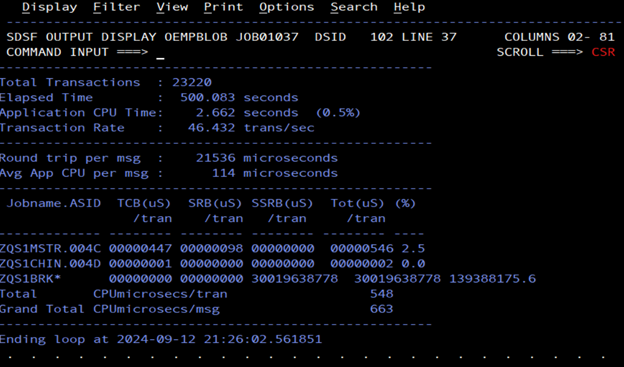 Display Filter View Print Options Search Help
-------------------------------------------------------------------------------
SDSF OUTPUT DISPLAY OEMPBLOB JOB01037 DSID 102 LINE 37 COLUMNS 02- 81
COMMAND INPUT ===> _ SCROLL ===> CSR
------------------------------------------------------
Total Transactions : 23220
Elapsed Time : 500.083 seconds
Application CPU Time: 2.662 seconds (0.5%)
Transaction Rate : 46.432 trans/sec
------------------------------------------------------
Round trip per msg : 21536 microseconds
Avg App CPU per msg : 114 microseconds
------------------------------------------------------
Jobname.ASID TCB(uS) SRB(uS) SSRB(uS) Tot(uS) (%)
/tran /tran /tran /tran
------------- -------- -------- -------- -------- ----
ZQS1MSTR.004C 00000447 00000098 00000000 00000546 2.5
ZQS1CHIN.004D 00000001 00000000 00000000 00000002 0.0
ZQS1BRK* 00000000 00000000 30019638778 30019638778 139388175.6
Total CPUmicrosecs/tran 548
Grand Total CPUmicrosecs/msg 663
------------------------------------------------------
Ending loop at 2024-09-12 21:26:02.561851
. . . . . . . . . . . . . . . . . . . . . . . . . .